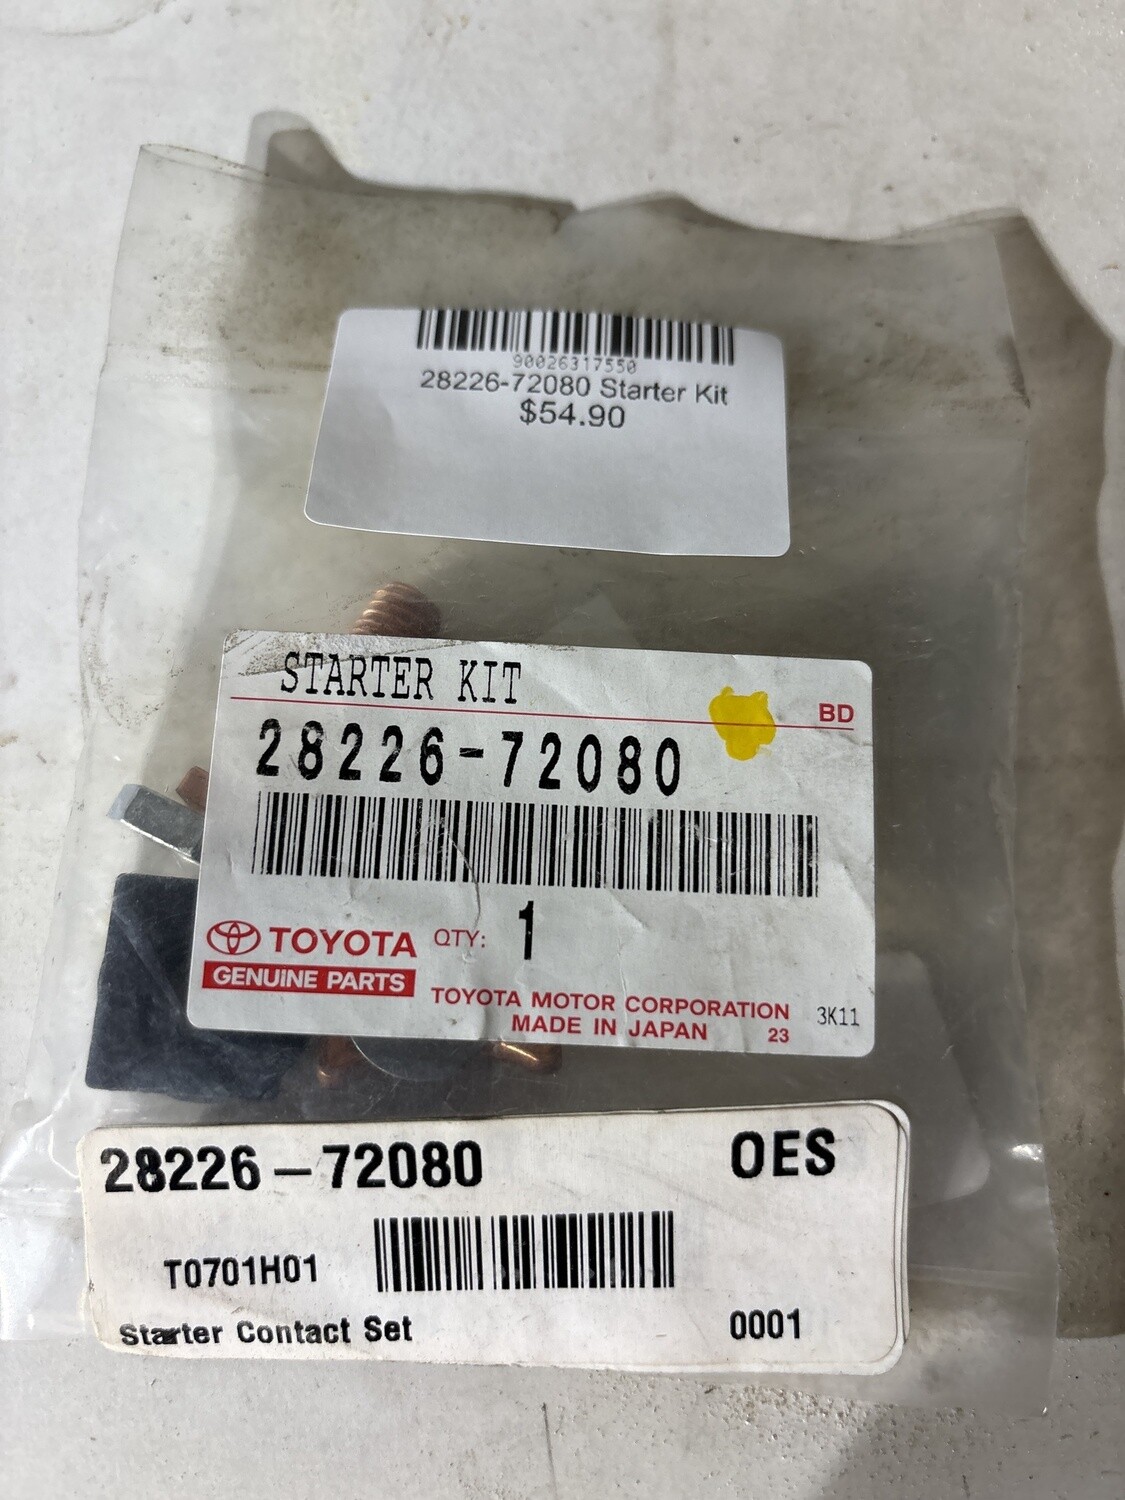 90026317550
28226-72080 Starter Kit
$54.90
STARTER KIT
BD
28226-72080
1
TOYOTA QTY:
GENUINE PARTS
TOYOTA MOTOR CORPORATION
MADE IN JAPAN 23
3K11
28226-72080 OES
T0701H01
Starter Contact Set 0001